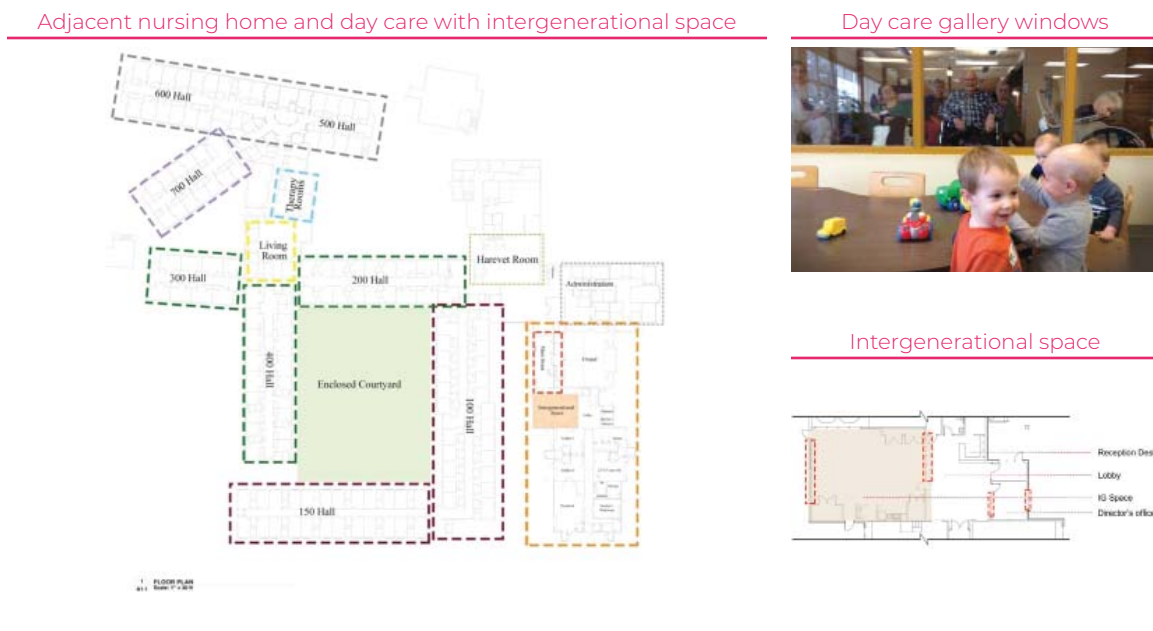 Adjacent nursing home and day care with intergenerational space
Day care gallery windows
600 Hall
500 Hall
700 Hall
Therapy
Rooms
Living
Room
Harevet Room
300 Hall
200 Hall
Administration
400 Hall
Enclosed Courtyard
100 Hall
Intergenerational
Space
150 Hall
1
FLOOR PLAN
Intergenerational space
Reception Des
Lobby
IG Space
Director's office